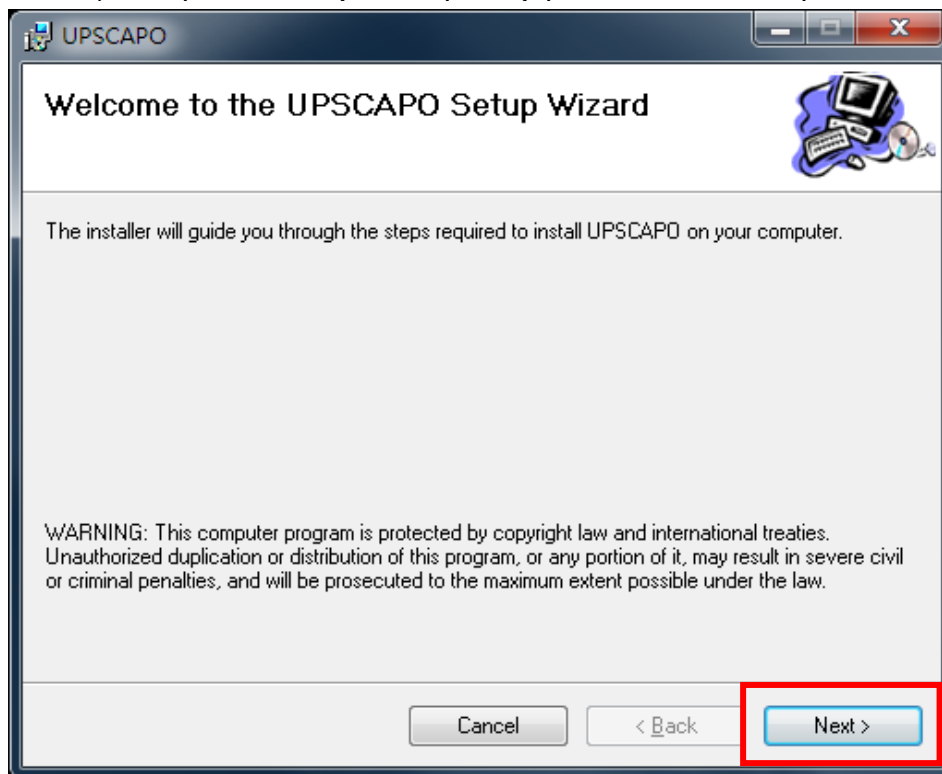 UPSCAPO
Welcome to the UPSCAPO Setup Wizard
The installer will guide you through the steps required to install UPSCAPO on your computer.
WARNING: This computer program is protected by copyright law and international treaties.
Unauthorized duplication or distribution of this program, or any portion of it, may result in severe civil
or criminal penalties, and will be prosecuted to the maximum extent possible under the law.
Cancel
< Back
Next >